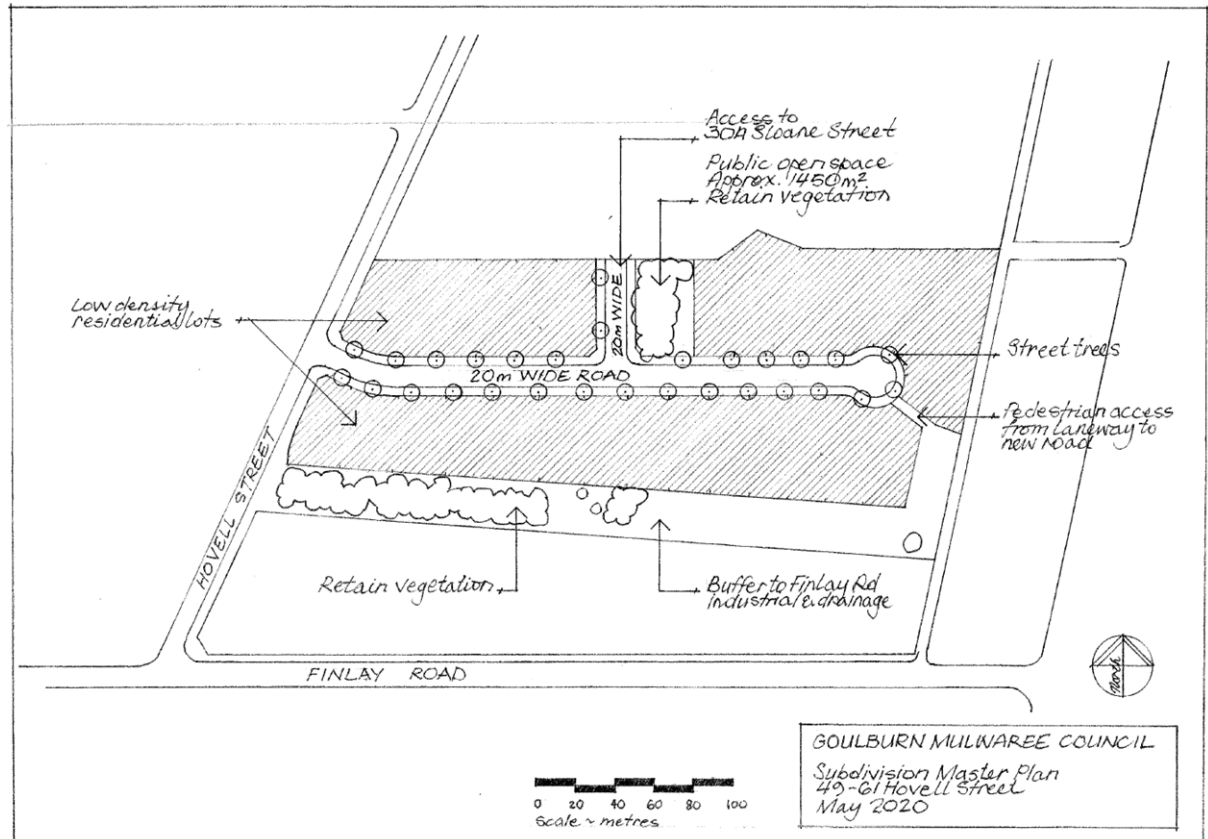 Access to
30A Sloane Street
Public open space
Approx. 1450m²
Retain vegetation
Low density
residential lots
20m WIDE
20m WIDE ROAD
Street trees
Pedestrian access
from laneway to
new road
HOVELL STREET
Retain vegetation
Buffer to Finlay Rd
industrial & drainage
FINLAY ROAD
North
0 20 40 60 80 100
Scale ~ metres
GOULBURN MULWAREE COUNCIL
Subdivision Master Plan
49-61 Hovell Street
May 2020